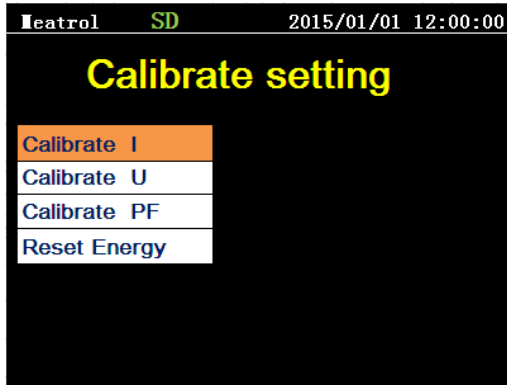 Meatrol SD 2015/01/01 12:00:00
Calibrate setting
Calibrate I
Calibrate U
Calibrate PF
Reset Energy